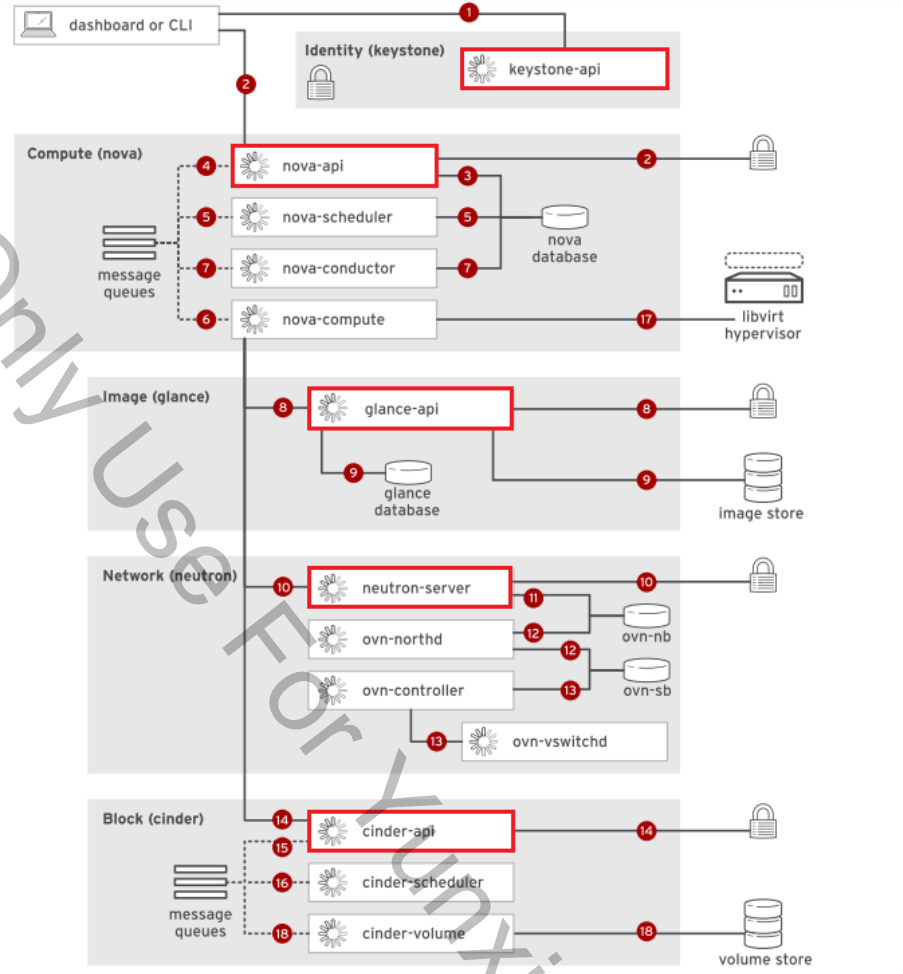 dashboard or CLI
1
Identity (keystone)
keystone-api
2
Compute (nova)
4
nova-api
2
3
5
nova-scheduler
5
nova
database
message
queues
7
nova-conductor
7
6
nova-compute
17
libvirt
hypervisor
Image (glance)
8
glance-api
8
9
glance
database
9
image store
Network (neutron)
10
neutron-server
10
11
ovn-nb
ovn-northd
12
12
ovn-controller
13
ovn-sb
13
ovn-vswitchd
Block (cinder)
14
15
cinder-api
14
message
queues
16
cinder-scheduler
18
cinder-volume
18
volume store
Only Use For Yunxi